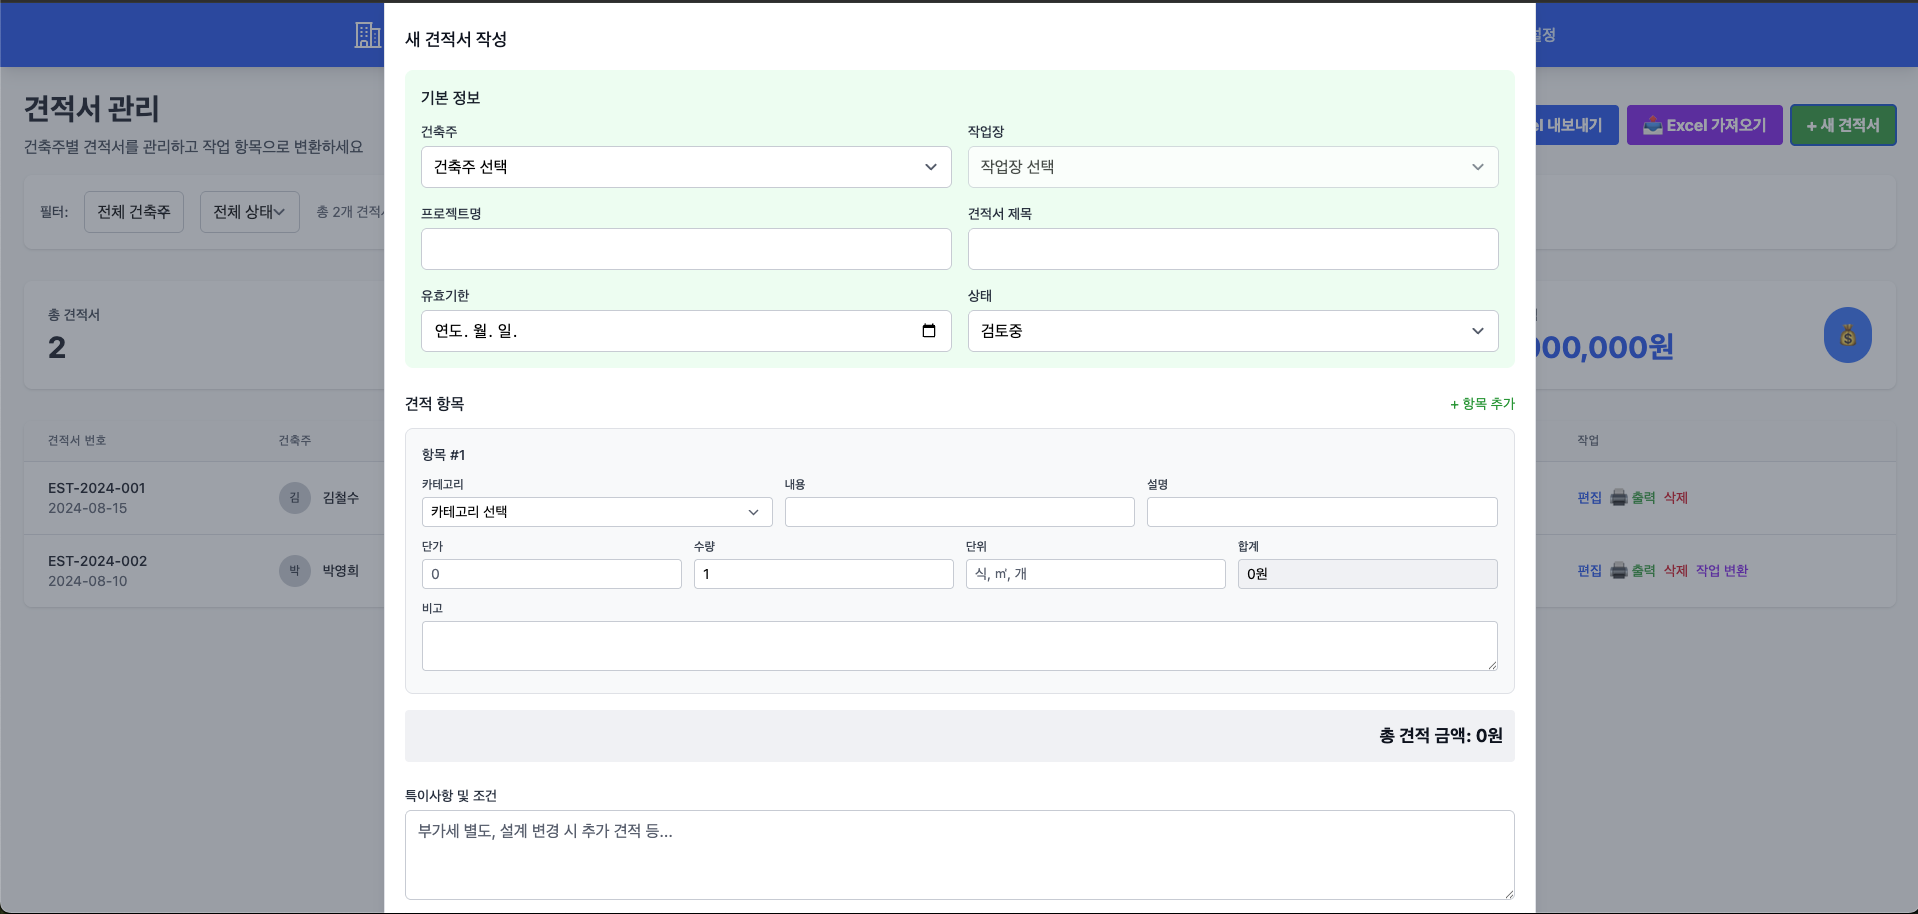 새 견적서 작성
설정
견적서 관리
건축주별 견적서를 관리하고 작업 항목으로 변환하세요
내보내기
📥 Excel 가져오기
+ 새 견적서
필터:
전체 건축주
전체 상태
총 2개 견적
총 견적서
2
000,000원
견적서 번호
건축주
작업
EST-2024-001
2024-08-15
김
김철수
편집
출력
삭제
EST-2024-002
2024-08-10
박
박영희
편집
출력
삭제
작업 변환
기본 정보
건축주
작업장
건축주 선택
작업장 선택
프로젝트명
견적서 제목
유효기한
상태
연도. 월. 일.
검토중
견적 항목
+ 항목 추가
항목 #1
카테고리
내용
설명
카테고리 선택
단가
수량
단위
합계
0
1
식, ㎡, 개
0원
비고
총 견적 금액: 0원
특이사항 및 조건
부가세 별도, 설계 변경 시 추가 견적 등...